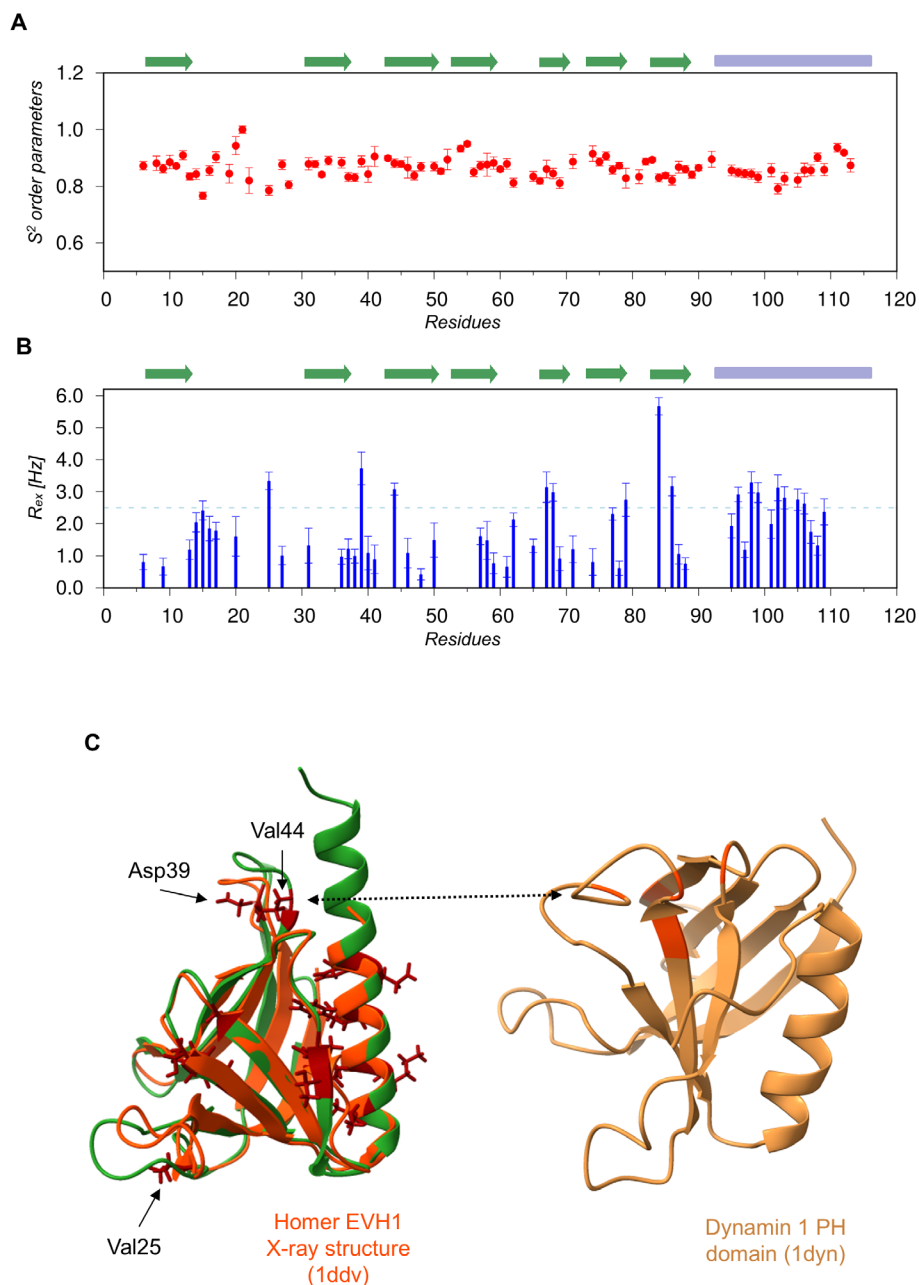 A
S² order parameters
1.2
1.0
0.8
0.6
0 10 20 30 40 50 60 70 80 90 100 110 120
Residues
B
Rex [Hz]
6.0
5.0
4.0
3.0
2.0
1.0
0.0
0 10 20 30 40 50 60 70 80 90 100 110 120
Residues
C
Val44
Asp39
Val25
Homer EVH1
X-ray structure
(1ddv)
Dynamin 1 PH
domain (1dyn)